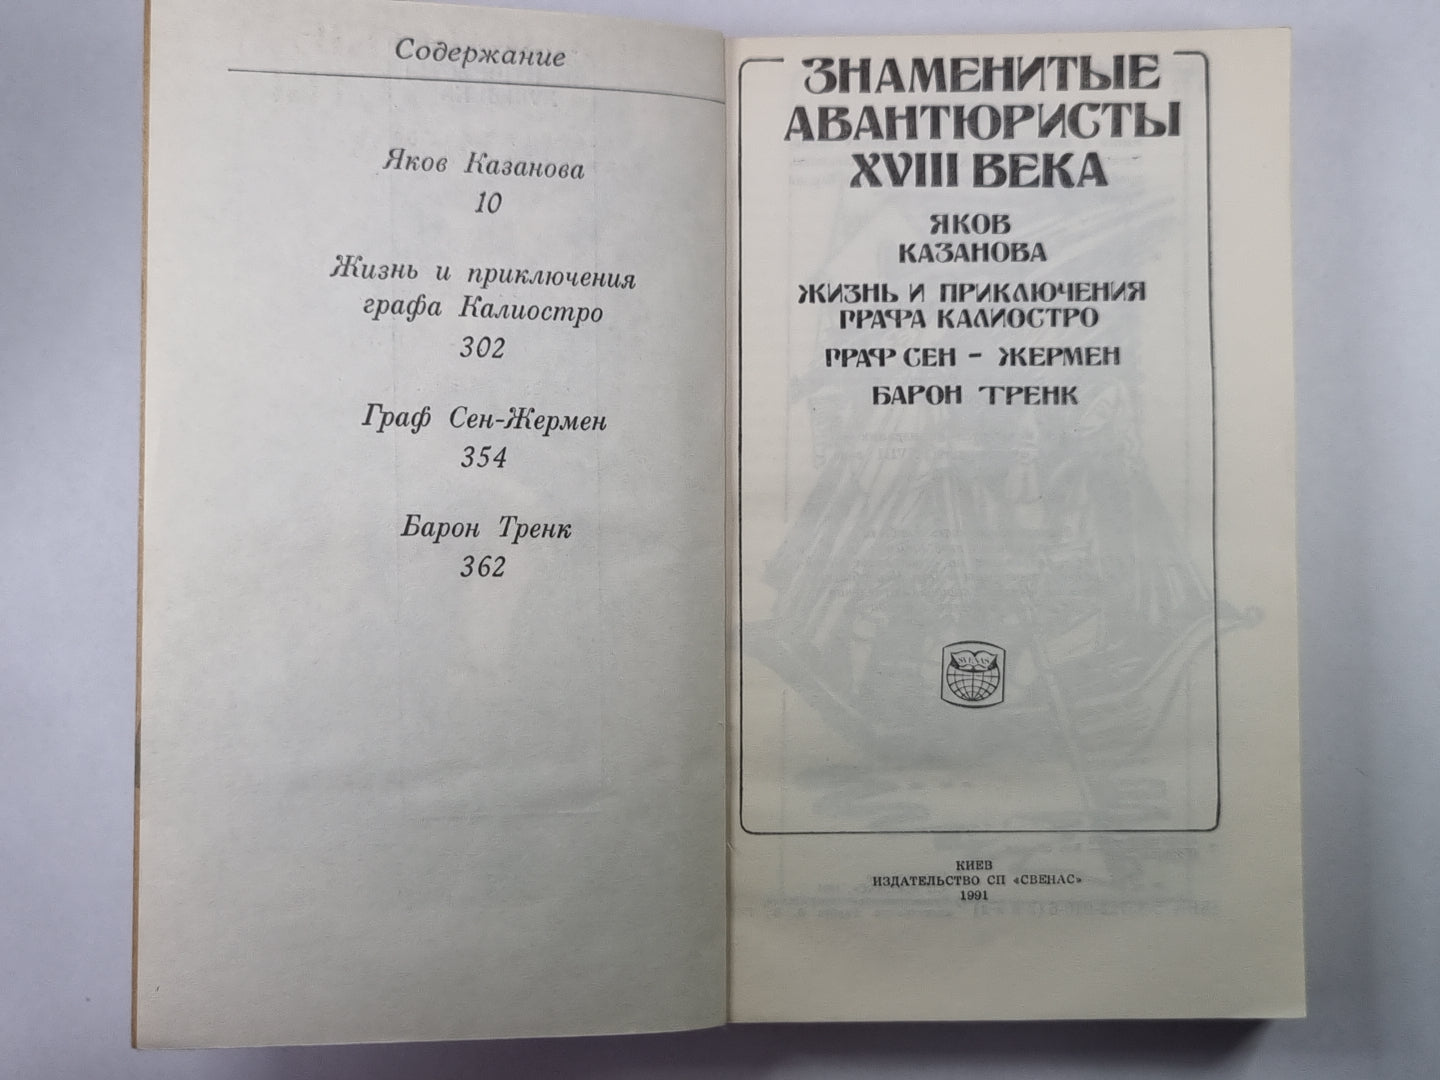 Содержание
Яков Казанова
10
Жизнь и приключения
графа Калиостро
302
Граф Сен-Жермен
354
Барон Тренк
362
ЗНАМЕНИТЫЕ
АВАНТЮРИСТЫ
XVIII ВЕКА
ЯКОВ
КАЗАНОВА
ЖИЗНЬ И ПРИКЛЮЧЕНИЯ
ГРАФА КАЛИОСТРО
ГРАФ СЕН - ЖЕРМЕН
БАРОН ТРЕНК
КИЕВ
ИЗДАТЕЛЬСТВО СП «СВЕНАС»
1991